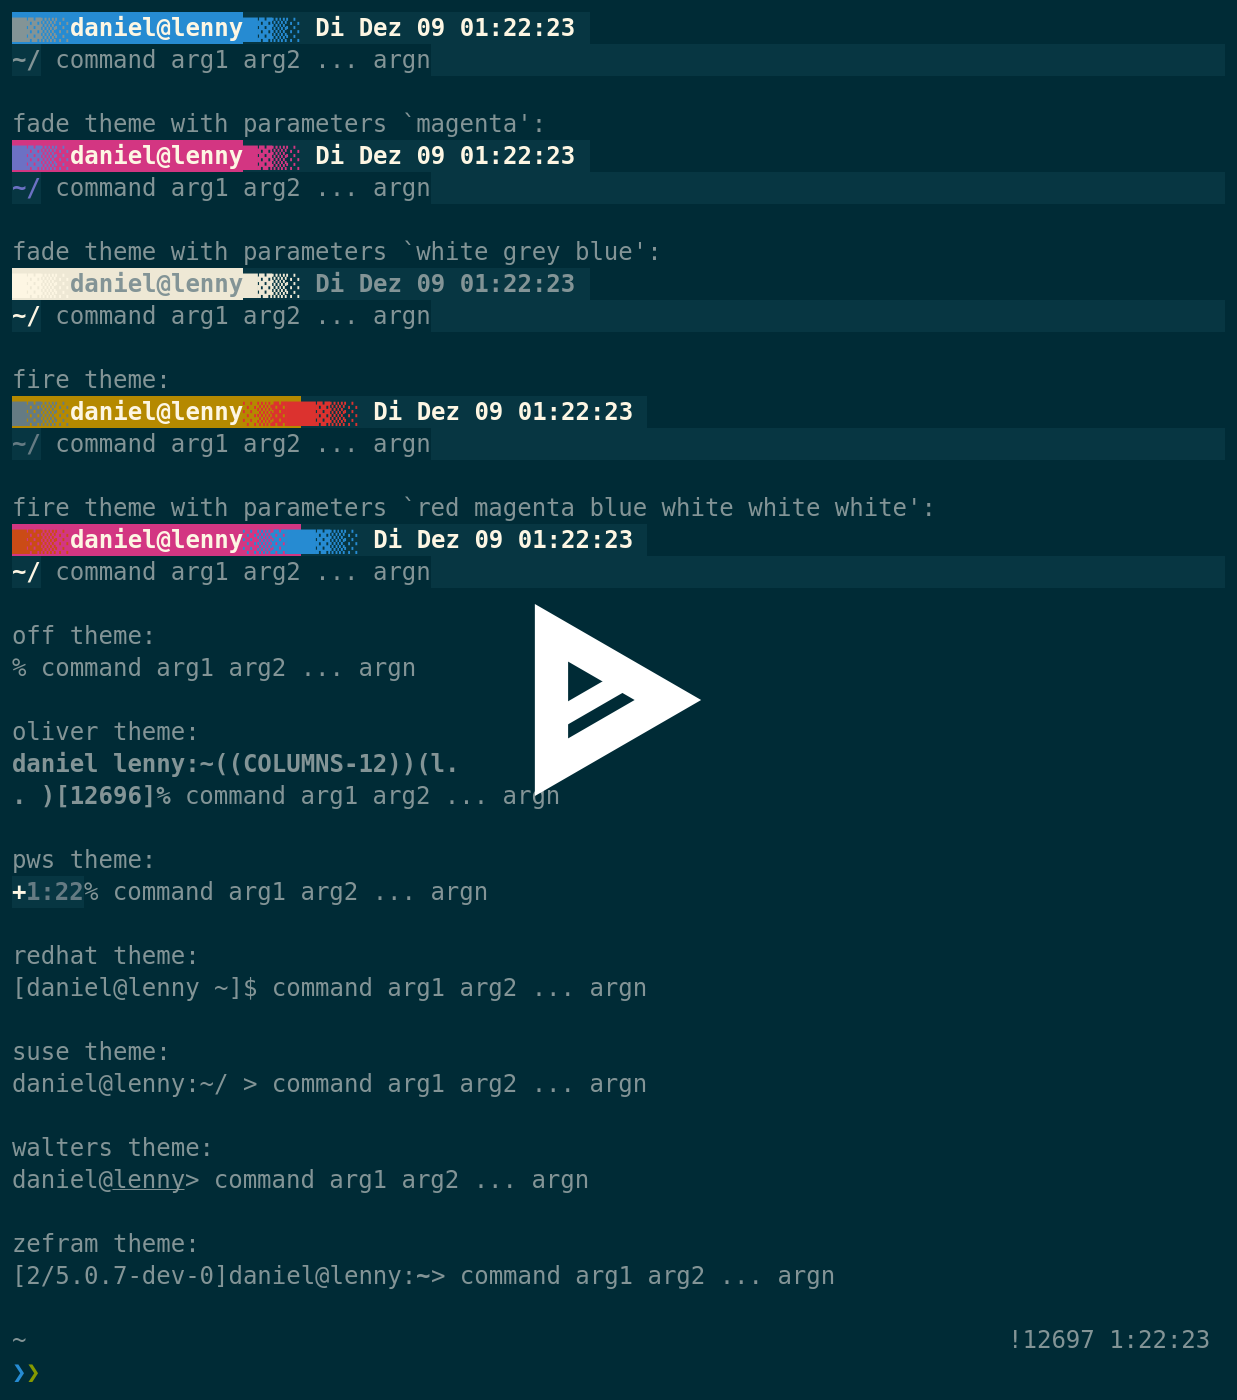 daniel@lenny Di Dez 09 01:22:23
~/ command arg1 arg2 ... argn
fade theme with parameters `magenta':
daniel@lenny Di Dez 09 01:22:23
~/ command arg1 arg2 ... argn
fade theme with parameters `white grey blue':
daniel@lenny Di Dez 09 01:22:23
~/ command arg1 arg2 ... argn
fire theme:
daniel@lenny Di Dez 09 01:22:23
~/ command arg1 arg2 ... argn
fire theme with parameters `red magenta blue white white white':
daniel@lenny Di Dez 09 01:22:23
~/ command arg1 arg2 ... argn
off theme:
% command arg1 arg2 ... argn
oliver theme:
daniel lenny:~((COLUMNS-12))(l.
. )[12696]% command arg1 arg2 ... argn
pws theme:
+1:22% command arg1 arg2 ... argn
redhat theme:
[daniel@lenny ~]$ command arg1 arg2 ... argn
suse theme:
daniel@lenny:~/ > command arg1 arg2 ... argn
walters theme:
daniel@lenny> command arg1 arg2 ... argn
zefram theme:
[2/5.0.7-dev-0]daniel@lenny:~> command arg1 arg2 ... argn
~ !12697 1:22:23
❯❯